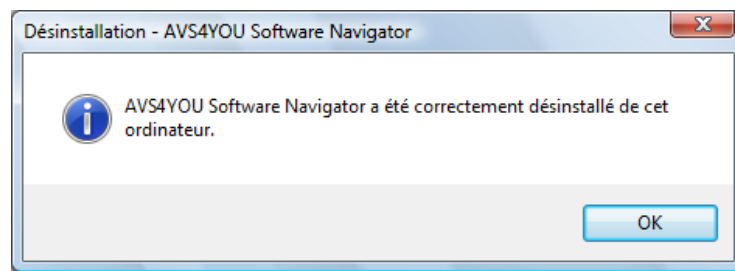 Désinstallation - AVS4YOU Software Navigator
AVS4YOU Software Navigator a été correctement désinstallé de cet
ordinateur.
OK